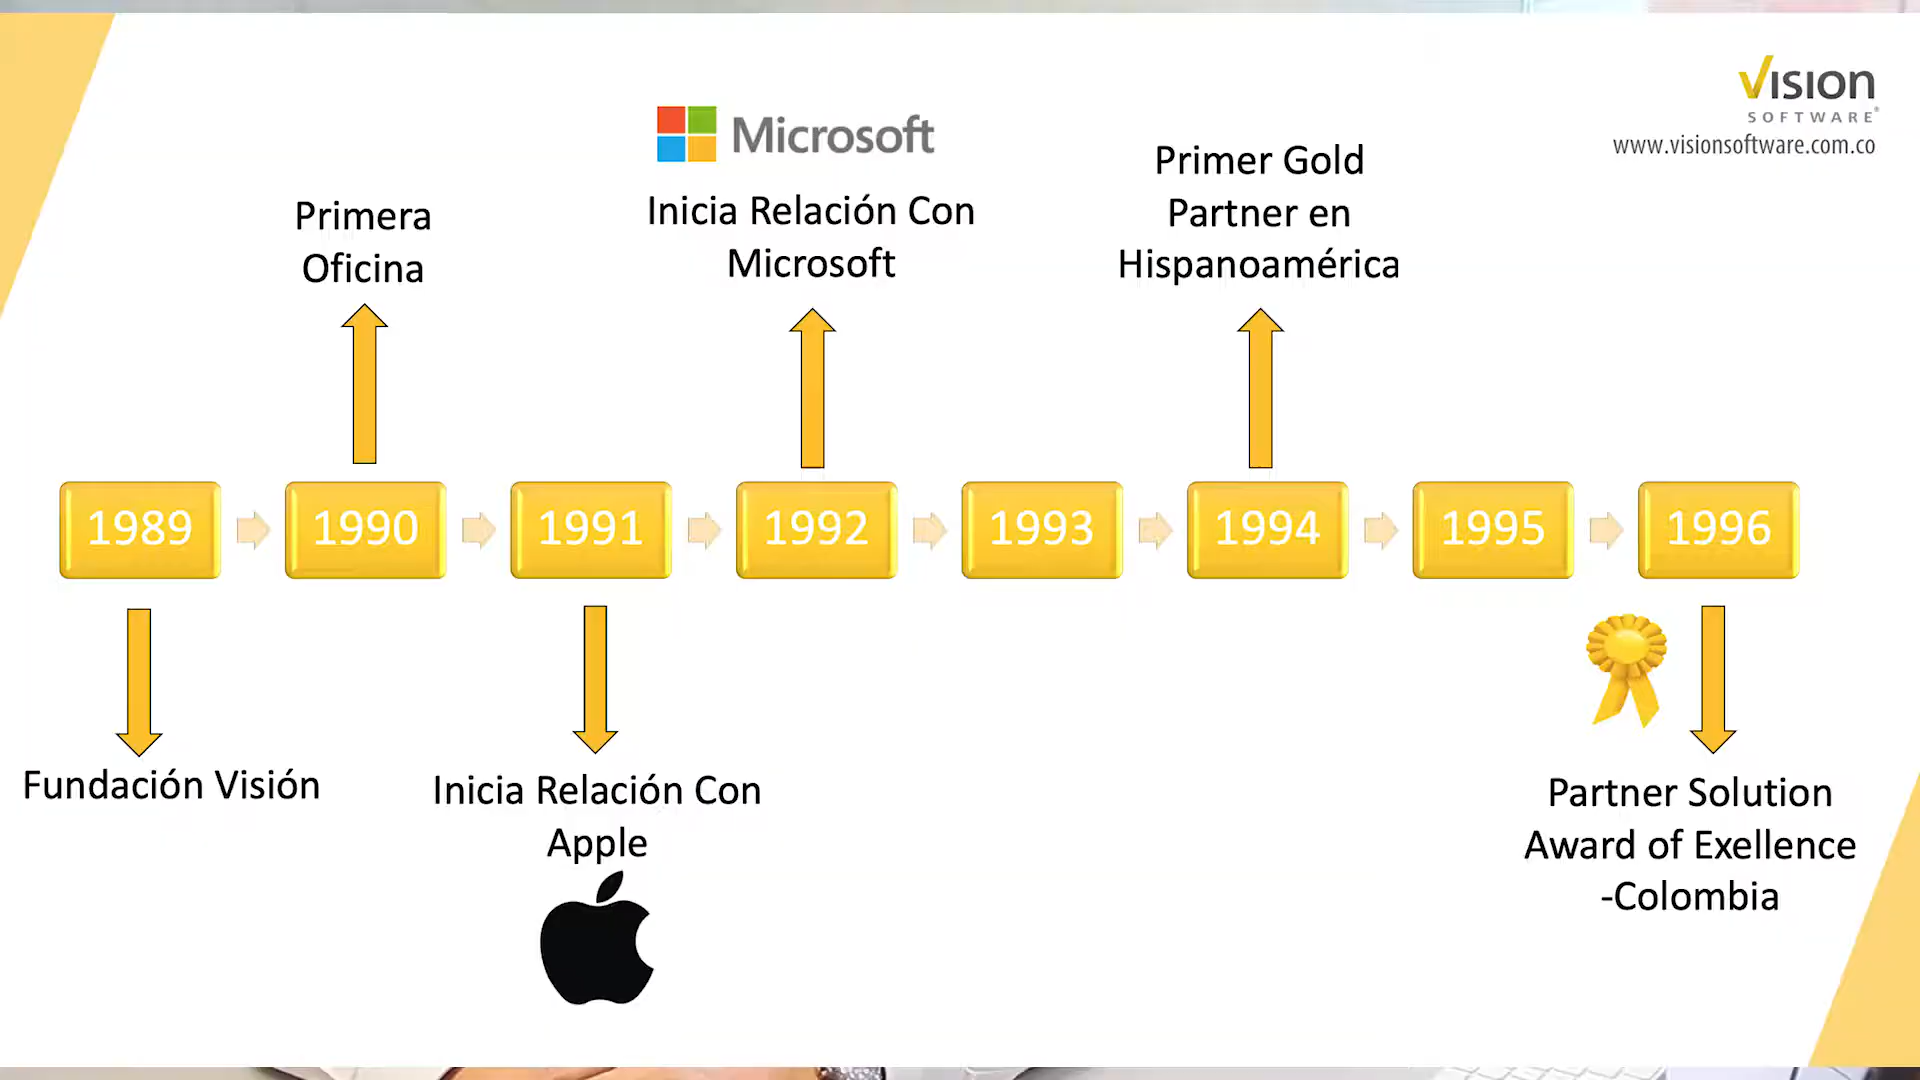 Vision
SOFTWARE®
www.visionsoftware.com.co
Microsoft
Primera
Oficina
Inicia Relación Con
Microsoft
Primer Gold
Partner en
Hispanoamérica
1989
1990
1991
1992
1993
1994
1995
1996
Fundación Visión
Inicia Relación Con
Apple
Partner Solution
Award of Exellence
-Colombia